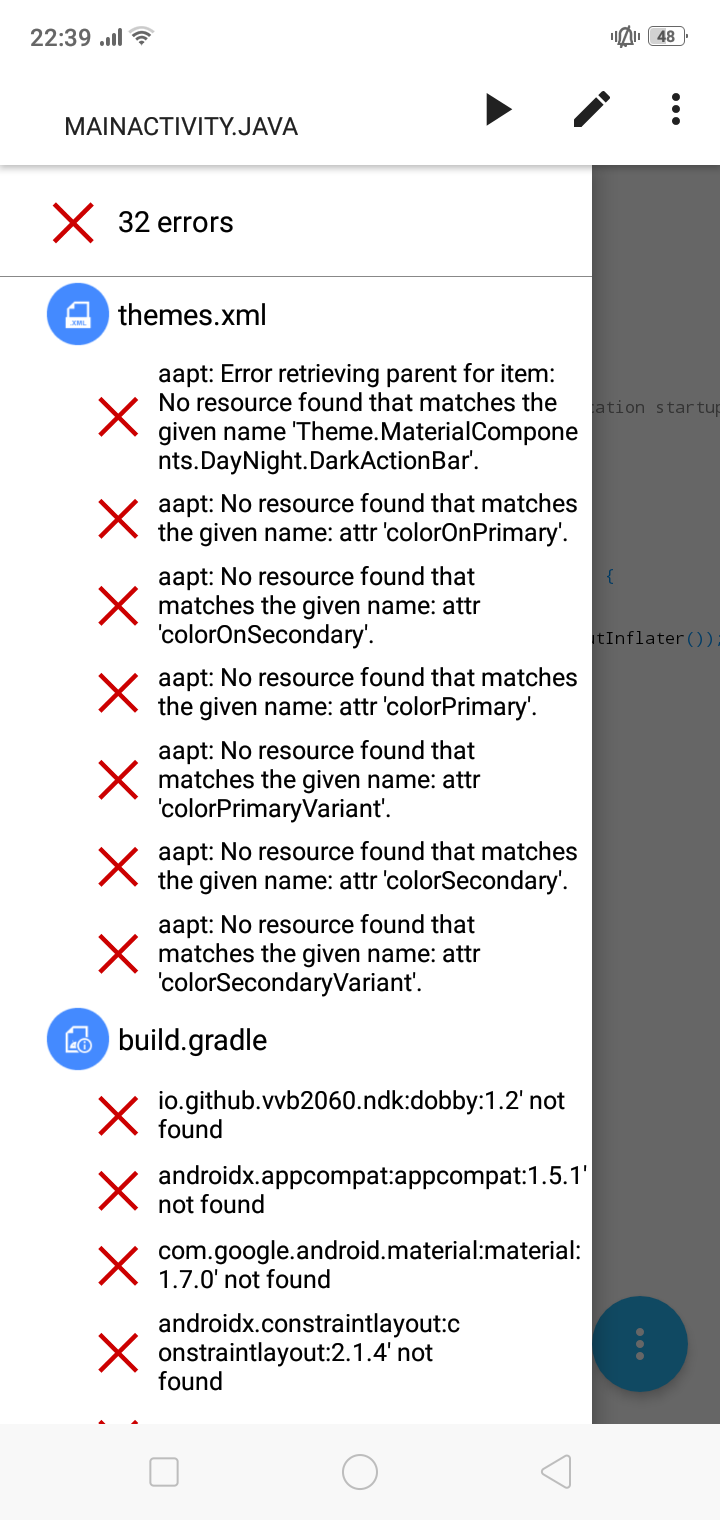 22:39
48
MAINACTIVITY.JAVA
32 errors
XML
themes.xml
aapt: Error retrieving parent for item:
No resource found that matches the
given name 'Theme.MaterialCompone
nts.DayNight.DarkActionBar'.
aapt: No resource found that matches
the given name: attr 'colorOnPrimary'.
aapt: No resource found that
matches the given name: attr
'colorOnSecondary'.
aapt: No resource found that matches
the given name: attr 'colorPrimary'.
aapt: No resource found that
matches the given name: attr
'colorPrimaryVariant'.
aapt: No resource found that matches
the given name: attr 'colorSecondary'.
aapt: No resource found that
matches the given name: attr
'colorSecondaryVariant'.
build.gradle
io.github.vvb2060.ndk:dobby:1.2' not
found
androidx.appcompat:appcompat:1.5.1'
not found
com.google.android.material:material:
1.7.0' not found
androidx.constraintlayout:c
onstraintlayout:2.1.4' not
found
ation startup
{
tInflater());